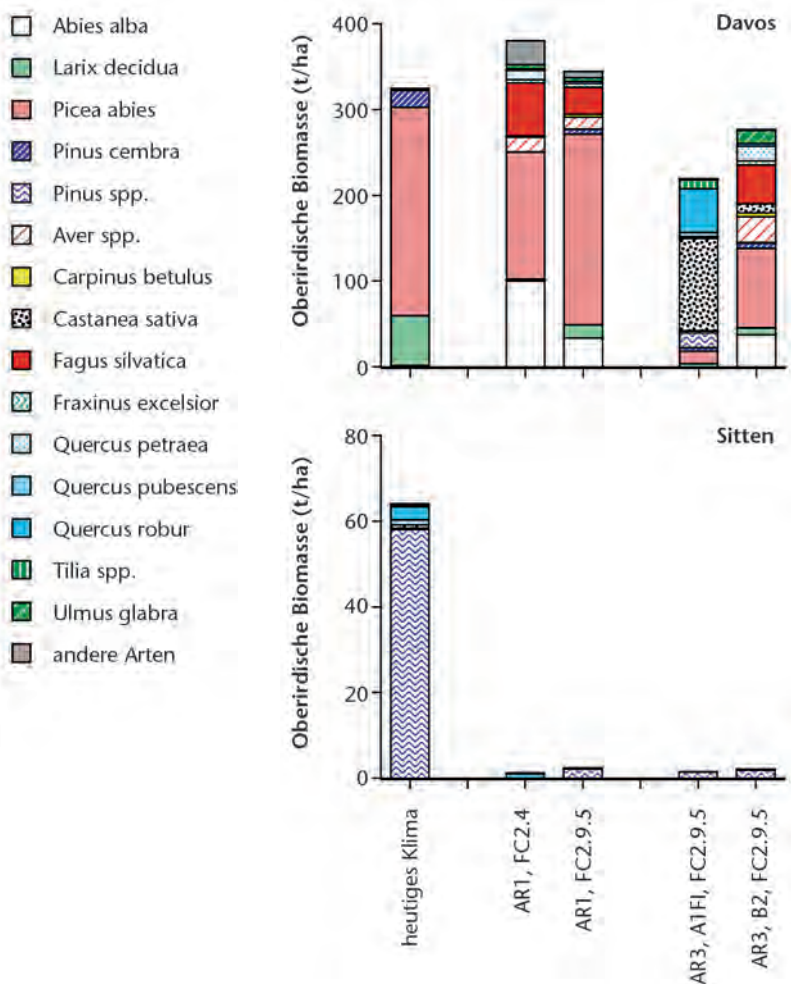 Abies alba
Larix decidua
Picea abies
Pinus cembra
Pinus spp.
Aver spp.
Carpinus betulus
Castanea sativa
Fagus silvatica
Fraxinus excelsior
Quercus petraea
Quercus pubescens
Quercus robur
Tilia spp.
Ulmus glabra
andere Arten
Davos
Oberirdische Biomasse (t/ha)
400
300
200
100
0
Sitten
Oberirdische Biomasse (t/ha)
80
60
40
20
0
heutiges Klima
AR1, FC2.4
AR1, FC2.9.5
AR3, A1FI, FC2.9.5
AR3, B2, FC2.9.5